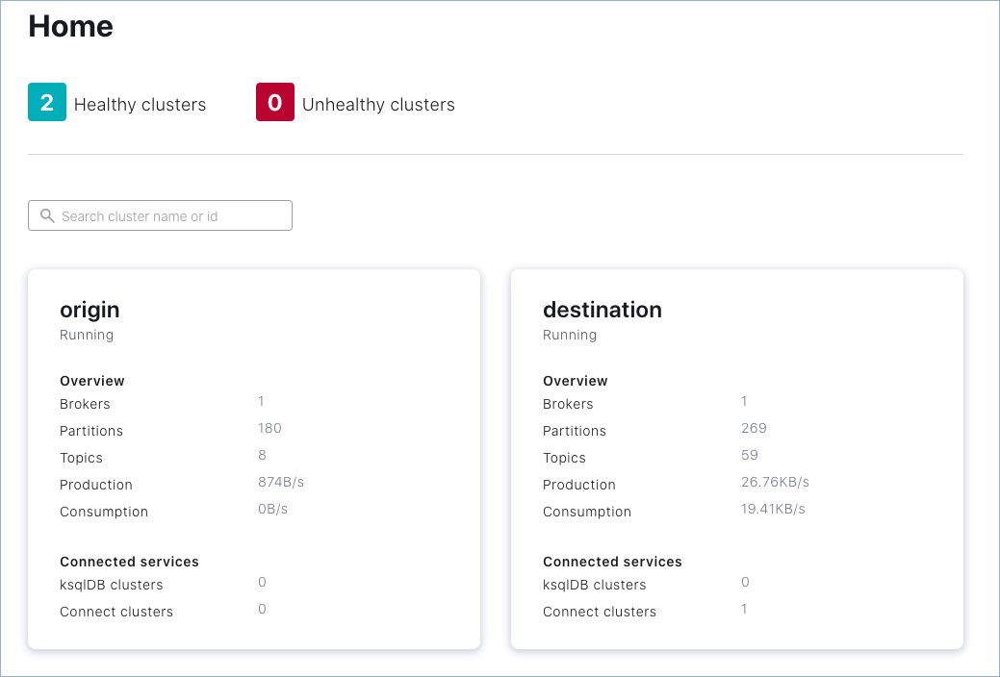 Home
2 Healthy clusters 0 Unhealthy clusters
Search cluster name or id
origin
Running
Overview
Brokers 1
Partitions 180
Topics 8
Production 874B/s
Consumption 0B/s
Connected services
ksqlDB clusters 0
Connect clusters 0
destination
Running
Overview
Brokers 1
Partitions 269
Topics 59
Production 26.76KB/s
Consumption 19.41KB/s
Connected services
ksqlDB clusters 0
Connect clusters 1